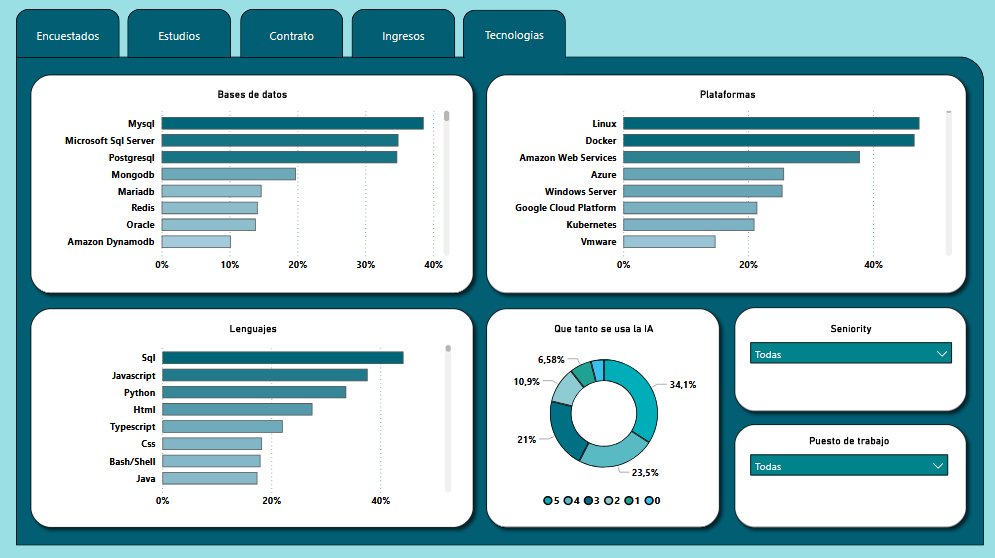 Encuestados
Estudios
Contrato
Ingresos
Tecnologías
Bases de datos
Mysql
Microsoft Sql Server
Postgresql
Mongodb
Mariadb
Redis
Oracle
Amazon Dynamodb
0% 10% 20% 30% 40%
Plataformas
Linux
Docker
Amazon Web Services
Azure
Windows Server
Google Cloud Platform
Kubernetes
Vmware
0% 20% 40%
Lenguajes
Sql
Javascript
Python
Html
Typescript
Css
Bash/Shell
Java
0% 20% 40%
Que tanto se usa la IA
6,58%
34,1%
10,9%
21%
23,5%
5 4 3 2 1 0
Seniority
Todas
Puesto de trabajo
Todas